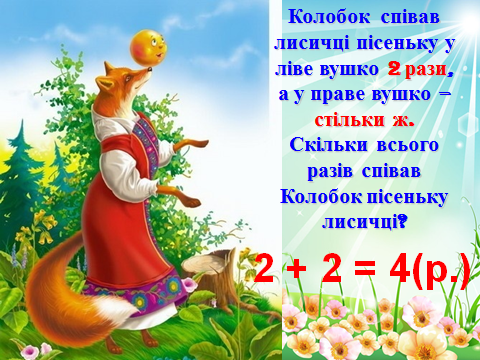 Колобок співав
лисичці пісеньку у
ліве вушко 2 рази,
а у праве вушко –
стільки ж.
Скільки всього
разів співав
Колобок пісеньку
лисичці?
2 + 2 = 4(р.)